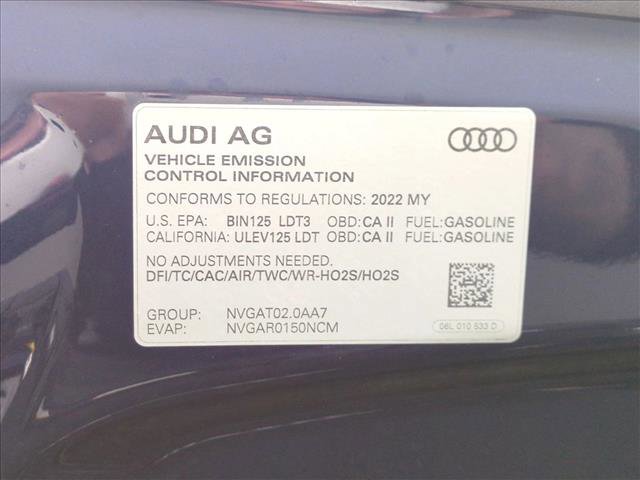 AUDI AG
VEHICLE EMISSION
CONTROL INFORMATION
CONFORMS TO REGULATIONS: 2022 MY
U.S. EPA: BIN125 LDT3 OBD:CA II FUEL:GASOLINE
CALIFORNIA: ULEV125 LDT OBD:CA II FUEL:GASOLINE
NO ADJUSTMENTS NEEDED.
DFI/TC/CAC/AIR/TWC/WR-HO2S/HO2S
GROUP: NVGAT02.0AA7
EVAP: NVGAR0150NCM
06L 010 533 D